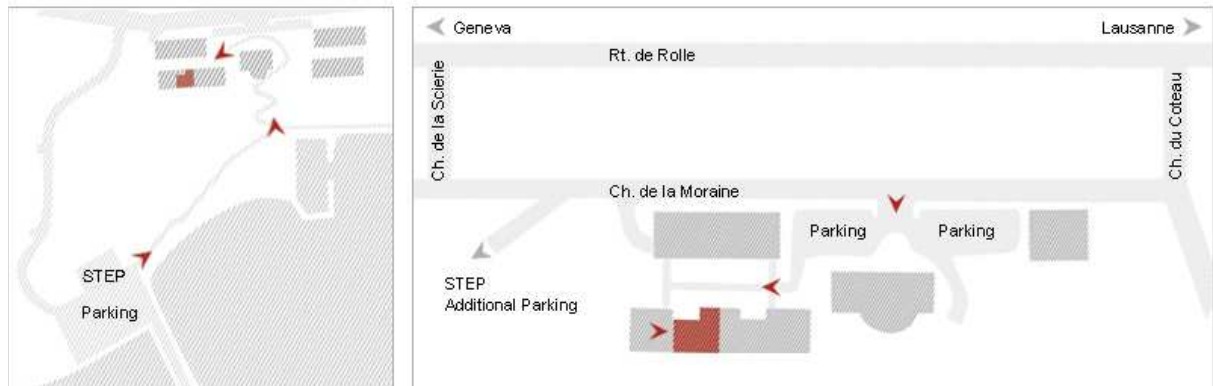 STEP
Parking
Geneva
Lausanne
Rt. de Rolle
Ch. de la Scierie
Ch. du Coteau
Ch. de la Moraine
Parking
Parking
STEP
Additional Parking